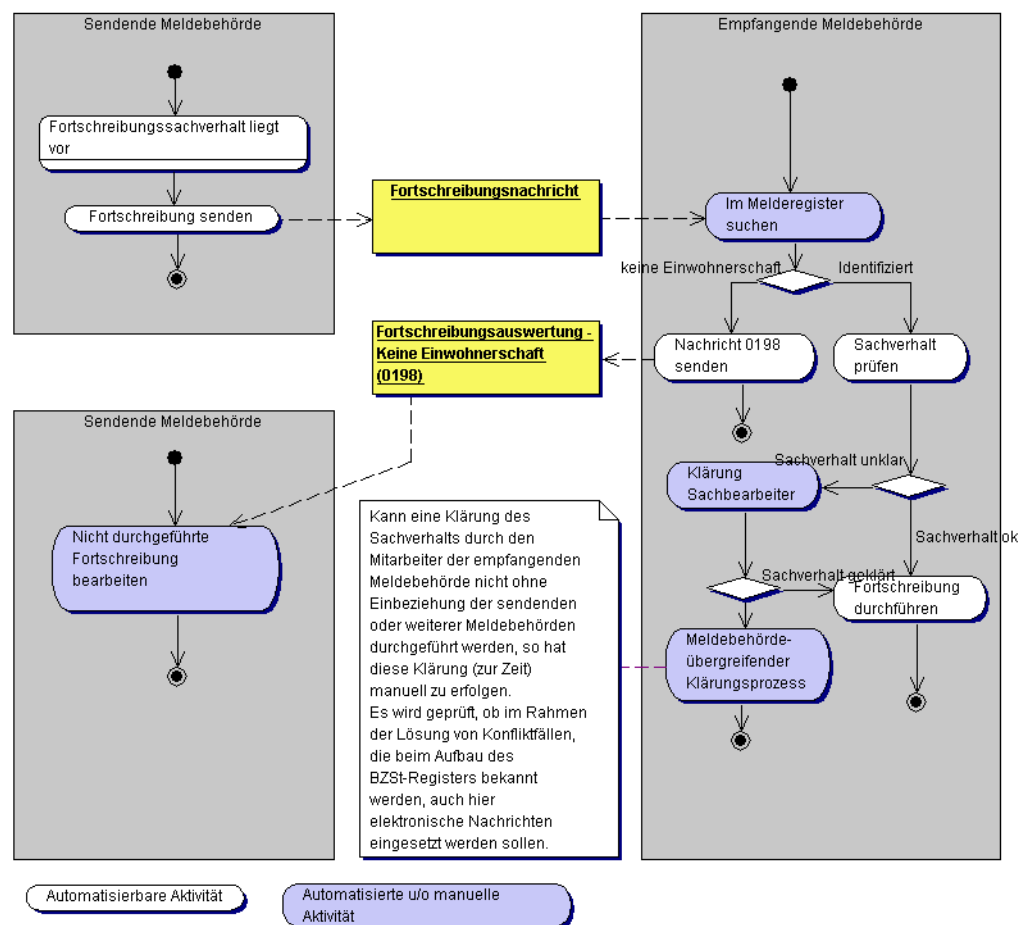 Sendende Meldebehörde
Fortschreibungssachverhalt liegt
vor
Fortschreibung senden
Fortschreibungsnachricht
Empfangende Meldebehörde
Im Melderegister
suchen
keine Einwohnerschaft
Identifiziert
Fortschreibungsauswertung -
Keine Einwohnerschaft
(0198)
Nachricht 0198
senden
Sachverhalt
prüfen
Sachverhalt unklar
Klärung
Sachbearbeiter
Sachverhalt ok
Sachverhalt geklärt
Fortschreibung
durchführen
Meldebehörde-
übergreifender
Klärungsprozess
Sendende Meldebehörde
Nicht durchgeführte
Fortschreibung
bearbeiten
Kann eine Klärung des
Sachverhalts durch den
Mitarbeiter der empfangenden
Meldebehörde nicht ohne
Einbeziehung der sendenden
oder weiterer Meldebehörden
durchgeführt werden, so hat
diese Klärung (zur Zeit)
manuell zu erfolgen.
Es wird geprüft, ob im Rahmen
der Lösung von Konfliktfällen,
die beim Aufbau des
BZSt-Registers bekannt
werden, auch hier
elektronische Nachrichten
eingesetzt werden sollen.
Automatisierbare Aktivität
Automatisierte u/o manuelle
Aktivität